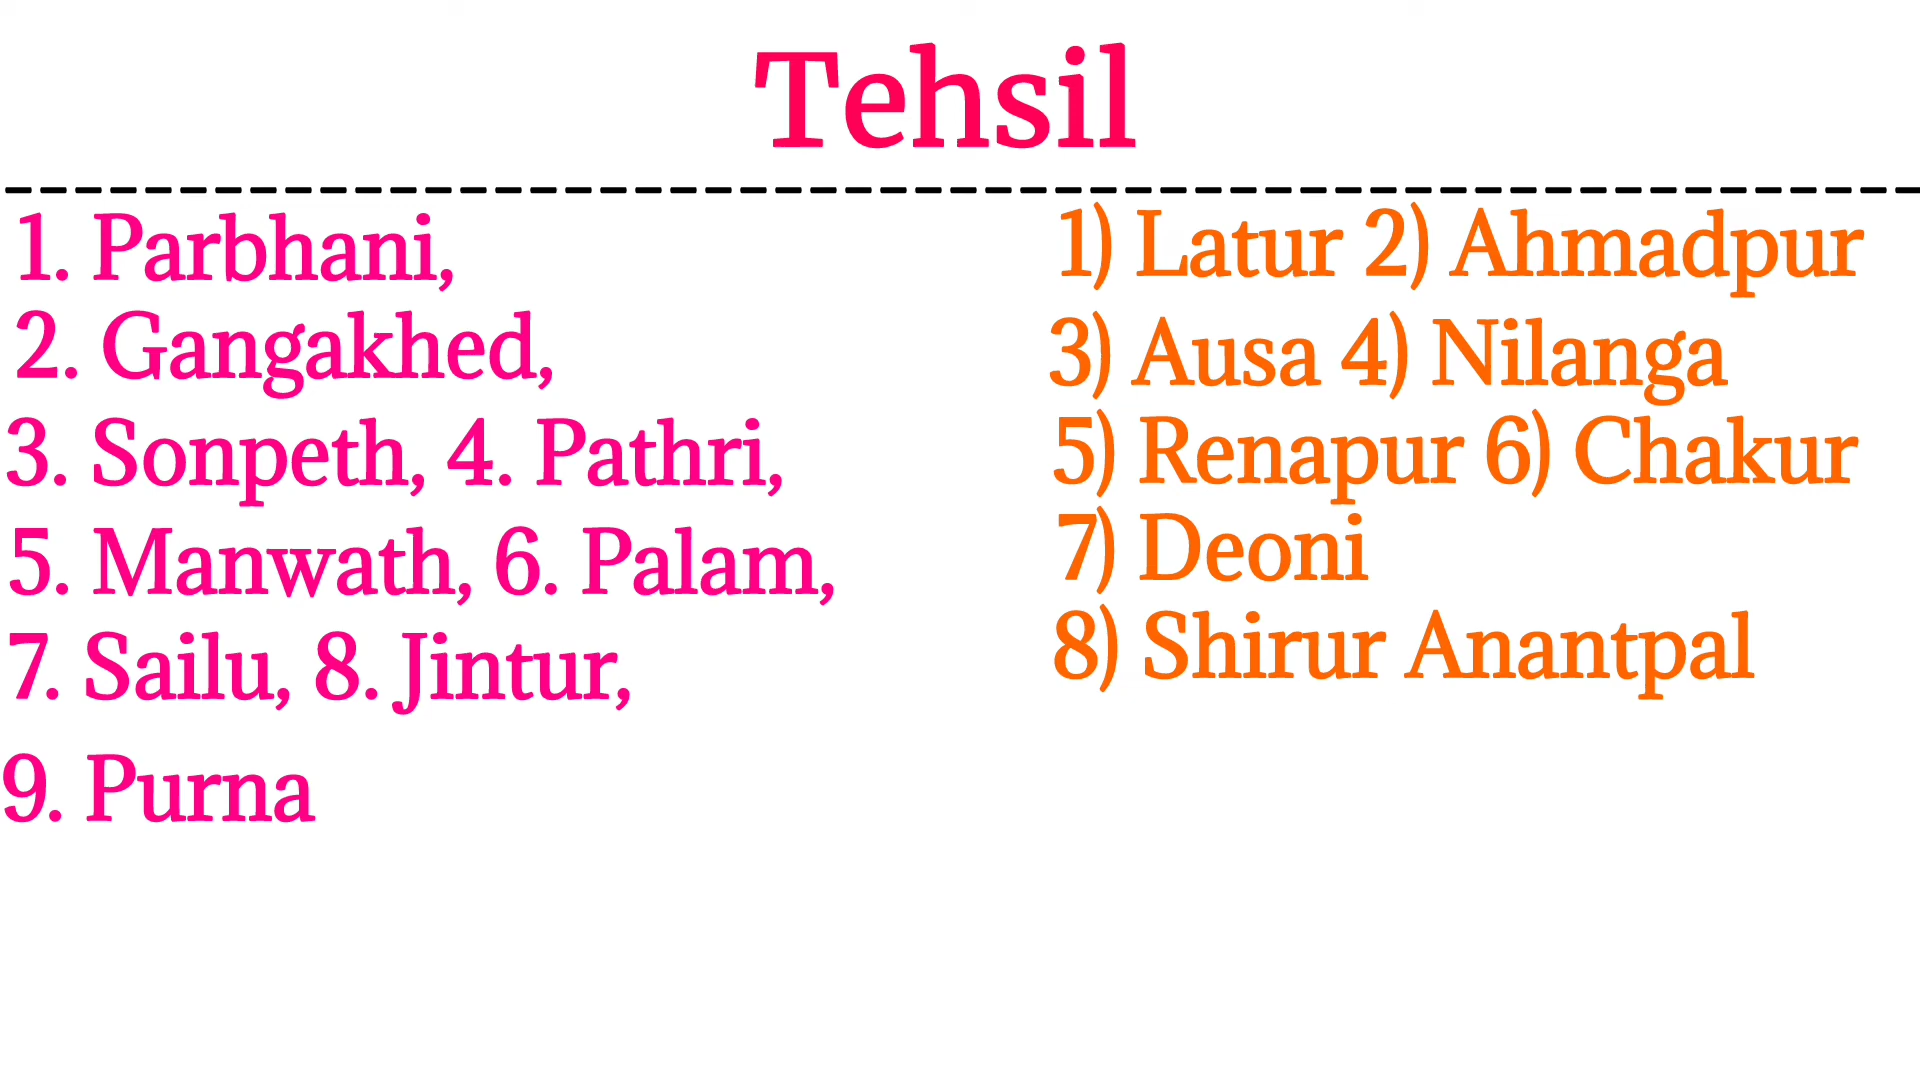 Tehsil
1. Parbhani,
2. Gangakhed,
3. Sonpeth, 4. Pathri,
5. Manwath, 6. Palam,
7. Sailu, 8. Jintur,
9. Purna
1) Latur 2) Ahmadpur
3) Ausa 4) Nilanga
5) Renapur 6) Chakur
7) Deoni
8) Shirur Anantpal